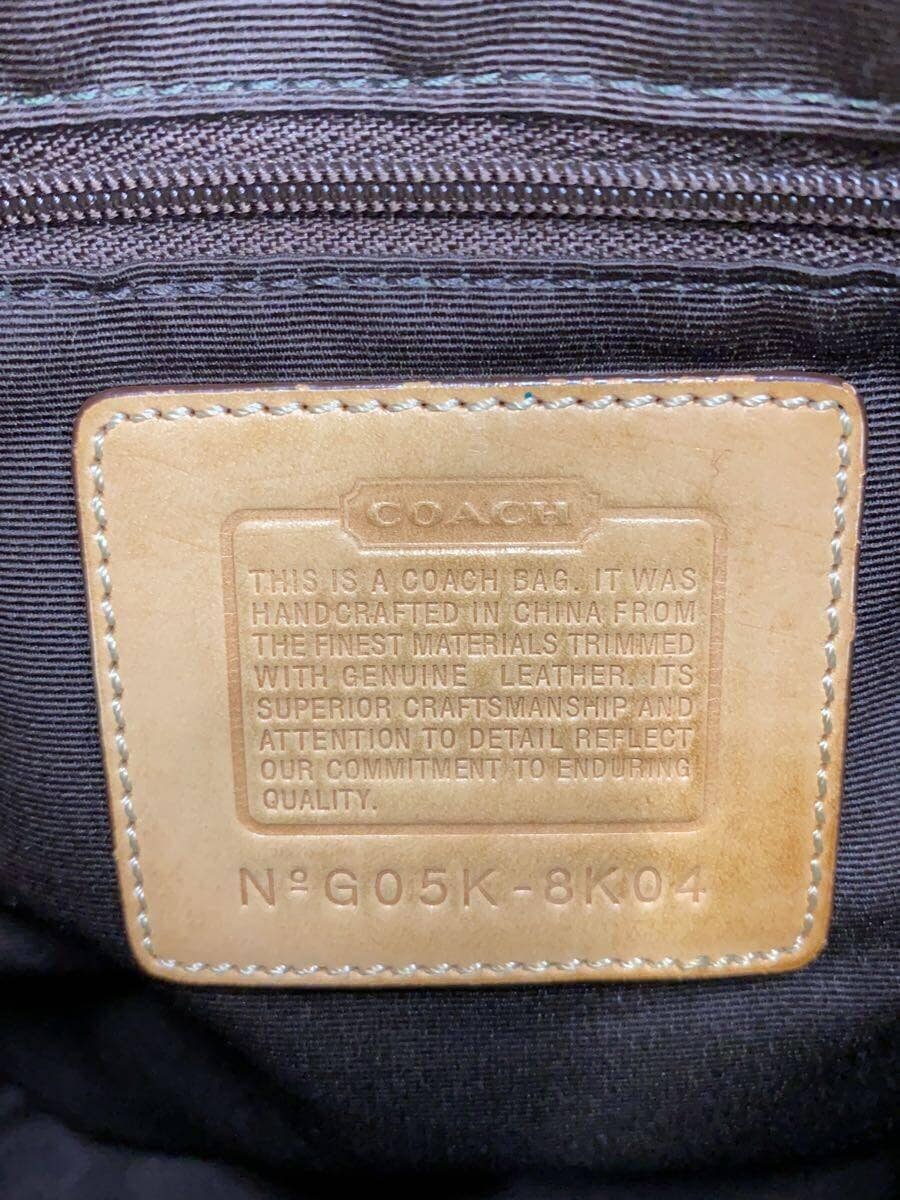 COACH
THIS IS A COACH BAG. IT WAS
HANDCRAFTED IN CHINA FROM
THE FINEST MATERIALS TRIMMED
WITH GENUINE LEATHER. ITS
SUPERIOR CRAFTSMANSHIP AND
ATTENTION TO DETAIL REFLECT
OUR COMMITMENT TO ENDURING
QUALITY.
Nº G05K-8K04